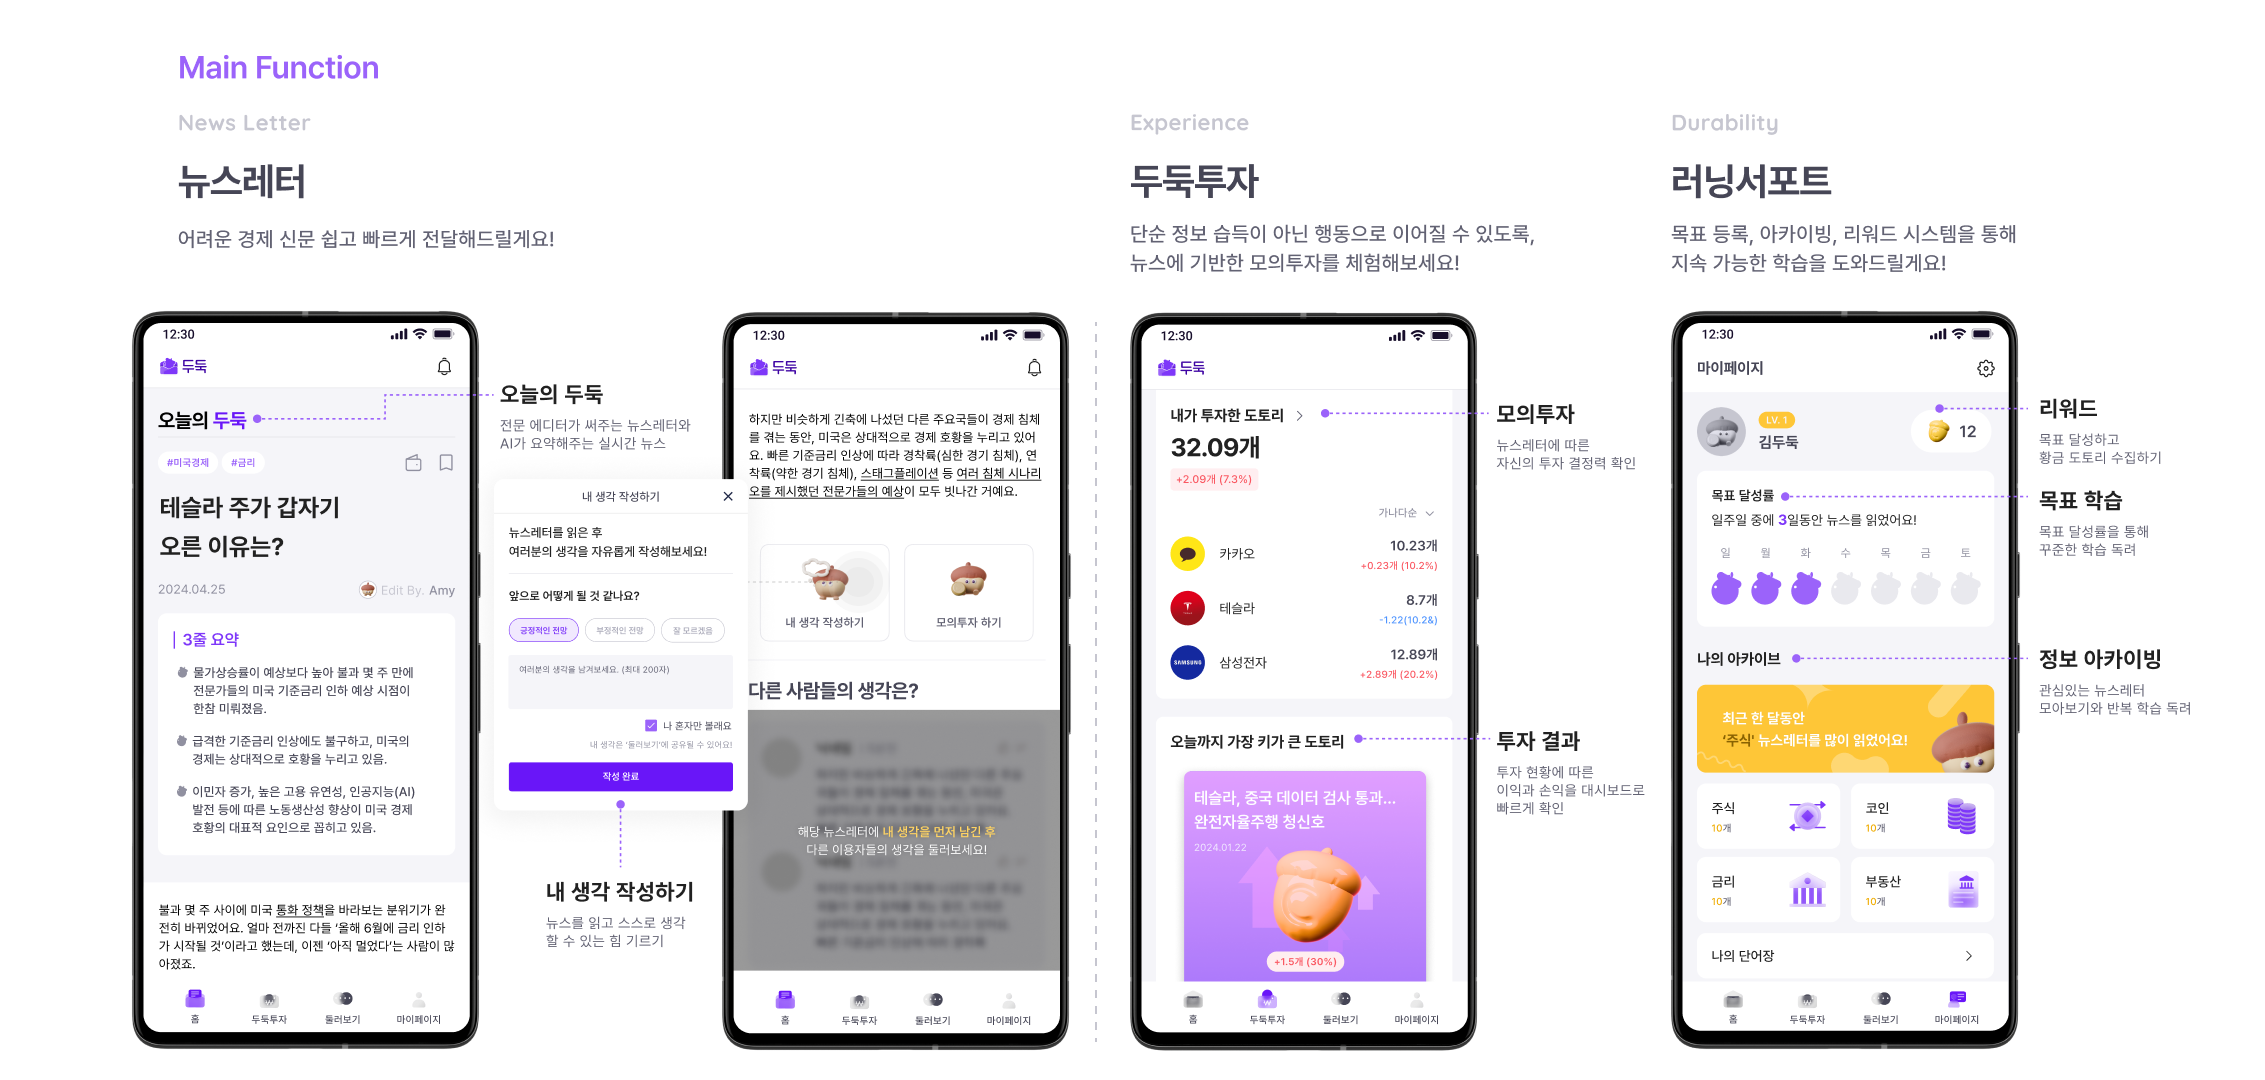 Main Function
News Letter
뉴스레터
어려운 경제 신문 쉽고 빠르게 전달해드릴게요!
12:30
두둑
오늘의 두둑
#미국경제
#금리
테슬라 주가 갑자기
오른 이유는?
2024.04.25
Edit By. Amy
3줄 요약
물가상승률이 예상보다 높아 불과 몇 주 만에
전문가들의 미국 기준금리 인하 예상 시점이
한참 미뤄졌음.
급격한 기준금리 인상에도 불구하고, 미국의
경제는 상대적으로 호황을 누리고 있음.
이민자 증가, 높은 고용 유연성, 인공지능(AI)
발전 등에 따른 노동생산성 향상이 미국 경제
호황의 대표적 요인으로 꼽히고 있음.
불과 몇 주 사이에 미국 통화 정책을 바라보는 분위기가 완
전히 바뀌었어요. 얼마 전까진 다들 ‘올해 6월에 금리 인하
가 시작될 것’이라고 했는데, 이젠 ‘아직 멀었다’는 사람이 많
아졌죠.
홈
두둑투자
둘러보기
마이페이지
오늘의 두둑
전문 에디터가 써주는 뉴스레터와
AI가 요약해주는 실시간 뉴스
내 생각 작성하기
뉴스레터를 읽은 후
여러분의 생각을 자유롭게 작성해보세요!
앞으로 어떻게 될 것 같나요?
긍정적인 전망
부정적인 전망
잘 모르겠음
여러분의 생각을 남겨보세요. (최대 200자)
나 혼자만 볼래요
내 생각은 '둘러보기'에 공유될 수 있어요!
작성 완료
내 생각 작성하기
뉴스를 읽고 스스로 생각
할 수 있는 힘 기르기
12:30
두둑
하지만 비슷하게 긴축에 나섰던 다른 주요국들이 경제 침체
를 겪는 동안, 미국은 상대적으로 경제 호황을 누리고 있어
요. 빠른 기준금리 인상에 따라 경착륙(심한 경기 침체), 연
착륙(약한 경기 침체), 스태그플레이션 등 여러 침체 시나리
오를 제시했던 전문가들의 예상이 모두 빗나간 거예요.
내 생각 작성하기
모의투자 하기
다른 사람들의 생각은?
해당 뉴스레터에 내 생각을 먼저 남긴 후
다른 이용자들의 생각을 둘러보세요!
홈
두둑투자
둘러보기
마이페이지
Experience
두둑투자
단순 정보 습득이 아닌 행동으로 이어질 수 있도록,
뉴스에 기반한 모의투자를 체험해보세요!
12:30
두둑
내가 투자한 도토리
32.09개
+2.09개 (7.3%)
가나다순
카카오
10.23개
+0.23개 (10.2%)
테슬라
8.7개
-1.22(10.2&)
SAMSUNG
삼성전자
12.89개
+2.89개 (20.2%)
오늘까지 가장 키가 큰 도토리
테슬라, 중국 데이터 검사 통과...
완전자율주행 청신호
2024.01.22
+1.5개 (30%)
홈
두둑투자
둘러보기
마이페이지
모의투자
뉴스레터에 따른
자신의 투자 결정력 확인
투자 결과
투자 현황에 따른
이익과 손익을 대시보드로
빠르게 확인
Durability
러닝서포트
목표 등록, 아카이빙, 리워드 시스템을 통해
지속 가능한 학습을 도와드릴게요!
12:30
마이페이지
LV. 1
김두둑
12
목표 달성률
일주일 중에 3일동안 뉴스를 읽었어요!
일 월 화 수 목 금 토
나의 아카이브
최근 한 달동안
‘주식’ 뉴스레터를 많이 읽었어요!
주식
10개
코인
10개
금리
10개
부동산
10개
나의 단어장
홈
두둑투자
둘러보기
마이페이지
리워드
목표 달성하고
황금 도토리 수집하기
목표 학습
목표 달성률을 통해
꾸준한 학습 독려
정보 아카이빙
관심있는 뉴스레터
모아보기와 반복 학습 독려